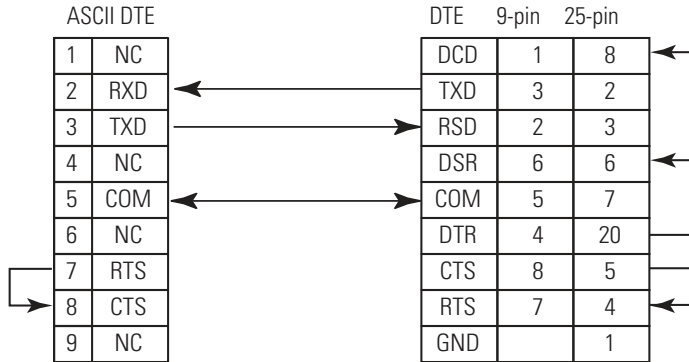 ASCII DTE DTE 9-pin 25-pin
1 NC DCD 1 8
2 RXD TXD 3 2
3 TXD RSD 2 3
4 NC DSR 6 6
5 COM COM 5 7
6 NC DTR 4 20
7 RTS CTS 8 5
8 CTS RTS 7 4
9 NC GND 1